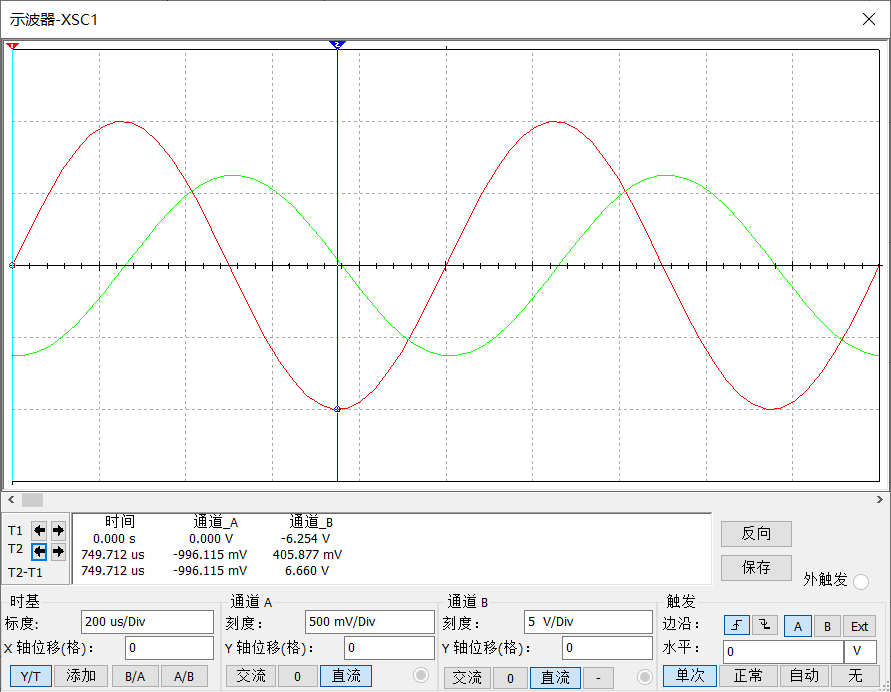 示波器-XSC1
1
2
时间 通道_A 通道_B
T1 0.000 s 0.000 V -6.254 V
T2 749.712 us -996.115 mV 405.877 mV
T2-T1 749.712 us -996.115 mV 6.660 V
反向
保存
外触发
时基 通道 A 通道 B 触发
标度: 200 us/Div 刻度: 500 mV/Div 刻度: 5 V/Div 边沿: A B Ext
X 轴位移(格): 0 Y 轴位移(格): 0 Y 轴位移(格): 0 水平: 0 V
Y/T 添加 B/A A/B 交流 0 直流 交流 0 直流 - 单次 正常 自动 无